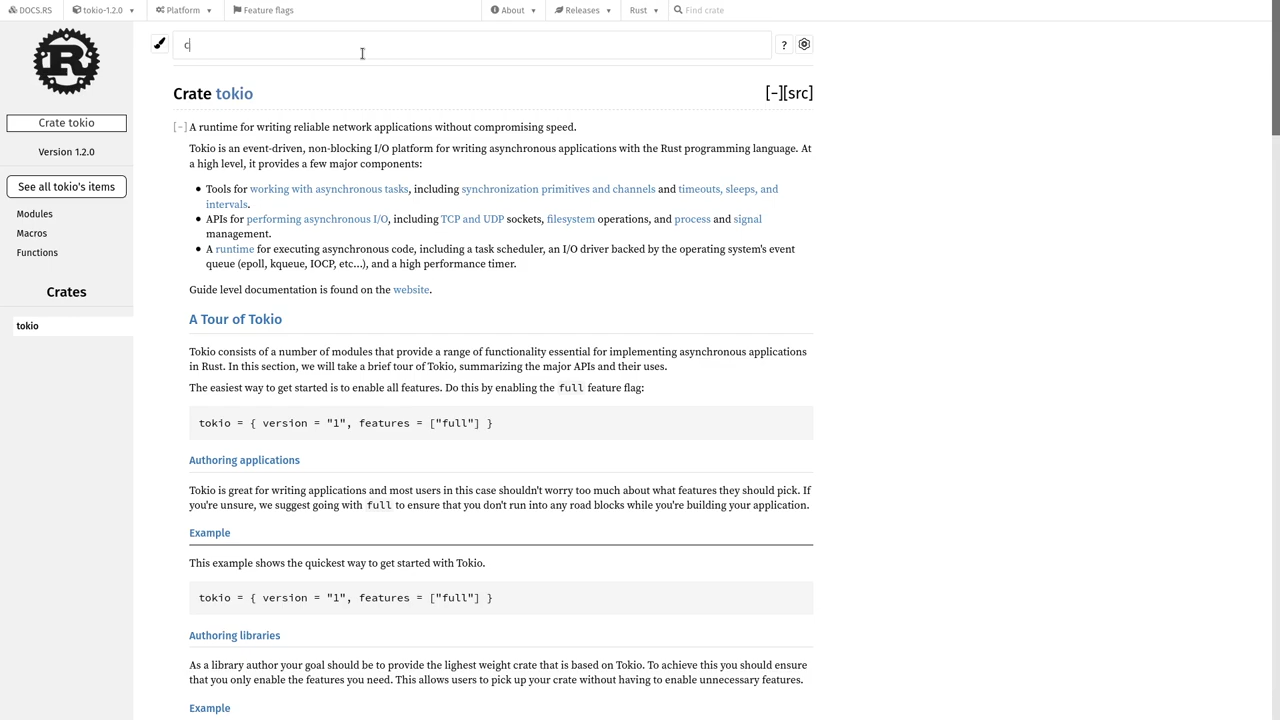 DOCS.RS tokio-1.2.0 Platform Feature flags About Releases Rust Find crate
c
?
Crate tokio
Version 1.2.0
See all tokio's items
Modules
Macros
Functions
Crates
tokio
Crate tokio [−][src]
[−] A runtime for writing reliable network applications without compromising speed.
Tokio is an event-driven, non-blocking I/O platform for writing asynchronous applications with the Rust programming language. At
a high level, it provides a few major components:
• Tools for working with asynchronous tasks, including synchronization primitives and channels and timeouts, sleeps, and
intervals.
• APIs for performing asynchronous I/O, including TCP and UDP sockets, filesystem operations, and process and signal
management.
• A runtime for executing asynchronous code, including a task scheduler, an I/O driver backed by the operating system's event
queue (epoll, kqueue, IOCP, etc...), and a high performance timer.
Guide level documentation is found on the website.
A Tour of Tokio
Tokio consists of a number of modules that provide a range of functionality essential for implementing asynchronous applications
in Rust. In this section, we will take a brief tour of Tokio, summarizing the major APIs and their uses.
The easiest way to get started is to enable all features. Do this by enabling the full feature flag:
tokio = { version = "1", features = ["full"] }
Authoring applications
Tokio is great for writing applications and most users in this case shouldn't worry too much about what features they should pick. If
you're unsure, we suggest going with full to ensure that you don't run into any road blocks while you're building your application.
Example
This example shows the quickest way to get started with Tokio.
tokio = { version = "1", features = ["full"] }
Authoring libraries
As a library author your goal should be to provide the lighest weight crate that is based on Tokio. To achieve this you should ensure
that you only enable the features you need. This allows users to pick up your crate without having to enable unnecessary features.
Example